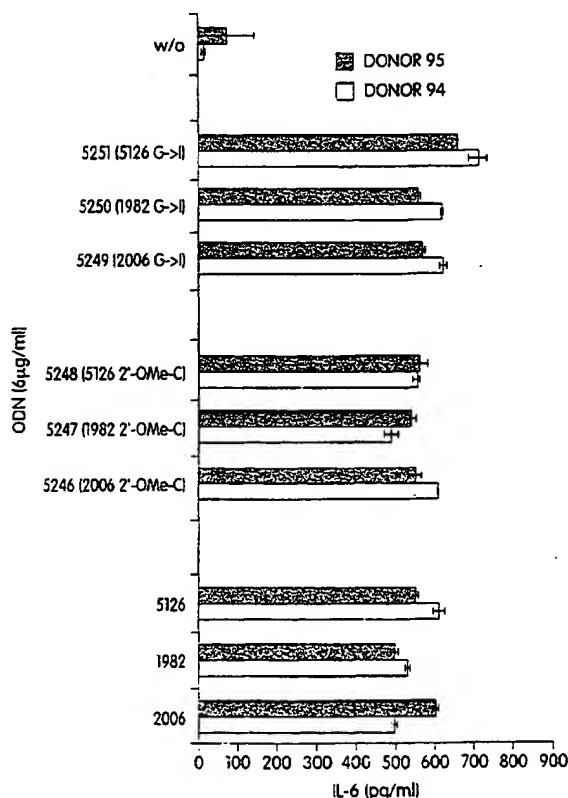 w/o
DONOR 95
DONOR 94
5251 (5126 G->I)
5250 (1982 G->I)
5249 (2006 G->I)
5248 (5126 2'-OMe-C)
5247 (1982 2'-OMe-C)
5246 (2006 2'-OMe-C)
5126
1982
2006
ODN (6µg/ml)
0 100 200 300 400 500 600 700 800 900
IL-6 (pg/ml)